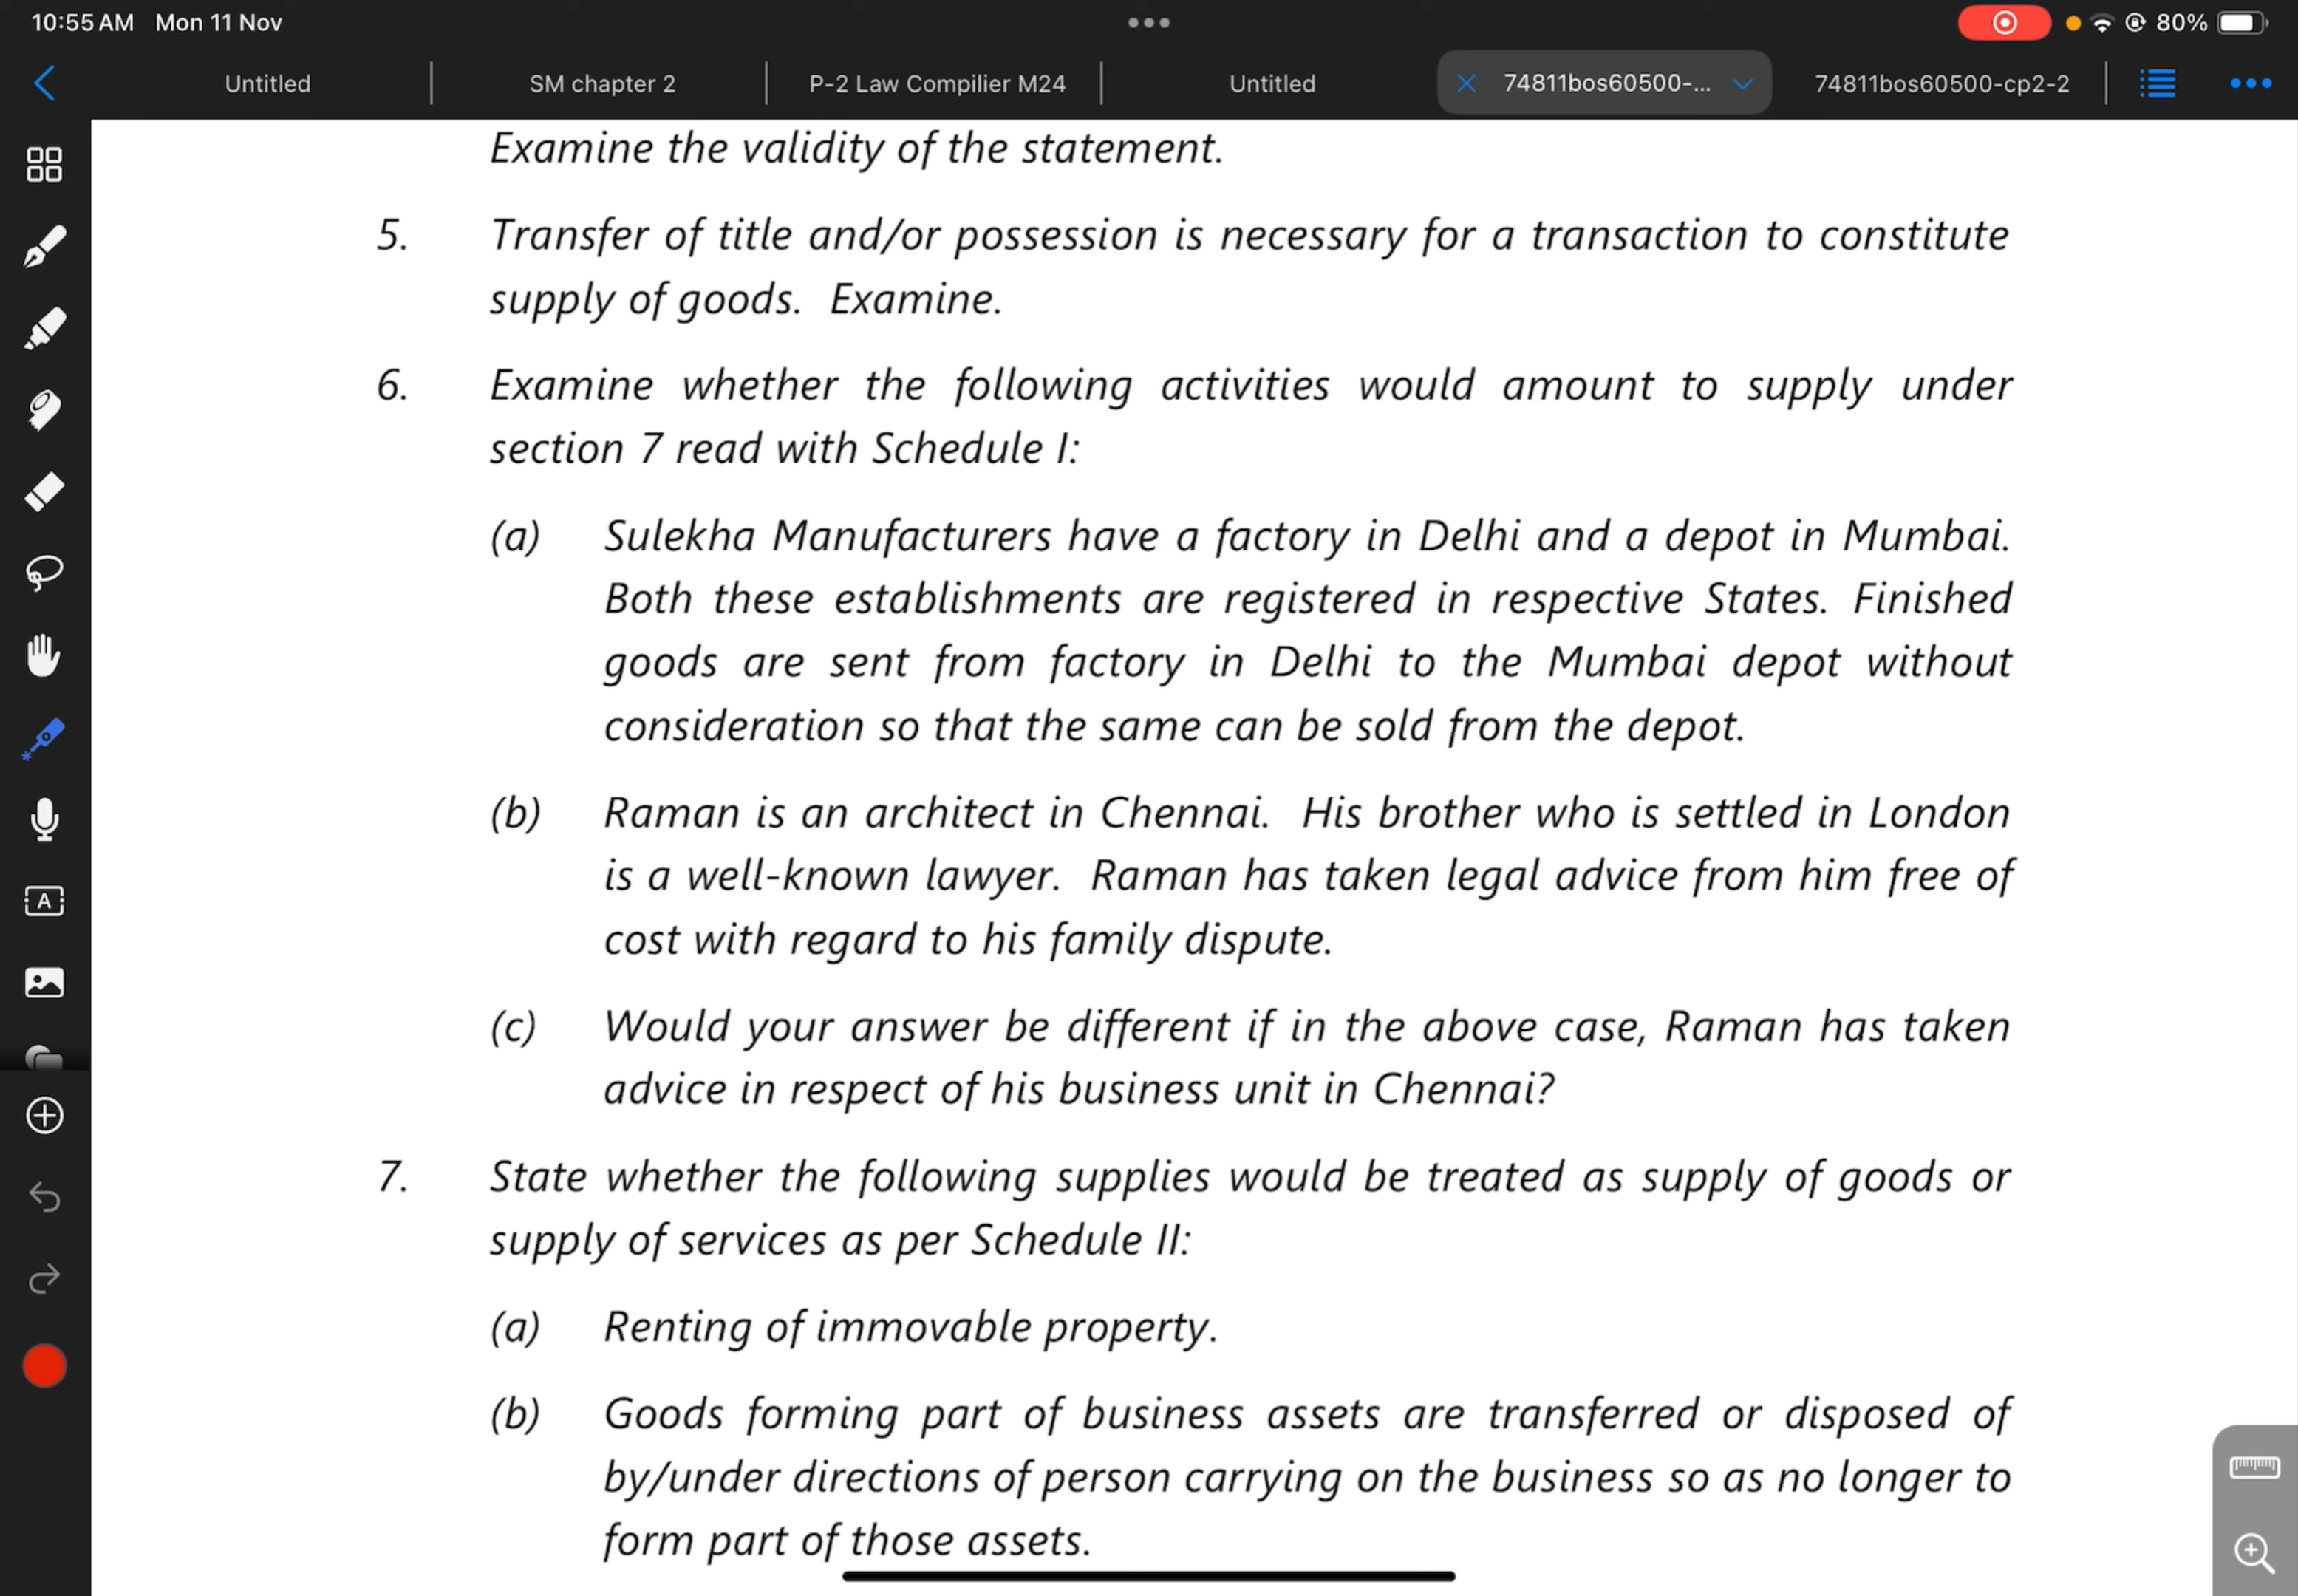 10:55 AM Mon 11 Nov
80%
Untitled
SM chapter 2
P-2 Law Compilier M24
Untitled
74811bos60500-...
74811bos60500-cp2-2
Examine the validity of the statement.
5. Transfer of title and/or possession is necessary for a transaction to constitute
supply of goods. Examine.
6. Examine whether the following activities would amount to supply under
section 7 read with Schedule I:
(a) Sulekha Manufacturers have a factory in Delhi and a depot in Mumbai.
Both these establishments are registered in respective States. Finished
goods are sent from factory in Delhi to the Mumbai depot without
consideration so that the same can be sold from the depot.
(b) Raman is an architect in Chennai. His brother who is settled in London
is a well-known lawyer. Raman has taken legal advice from him free of
cost with regard to his family dispute.
(c) Would your answer be different if in the above case, Raman has taken
advice in respect of his business unit in Chennai?
7. State whether the following supplies would be treated as supply of goods or
supply of services as per Schedule II:
(a) Renting of immovable property.
(b) Goods forming part of business assets are transferred or disposed of
by/under directions of person carrying on the business so as no longer to
form part of those assets.
A